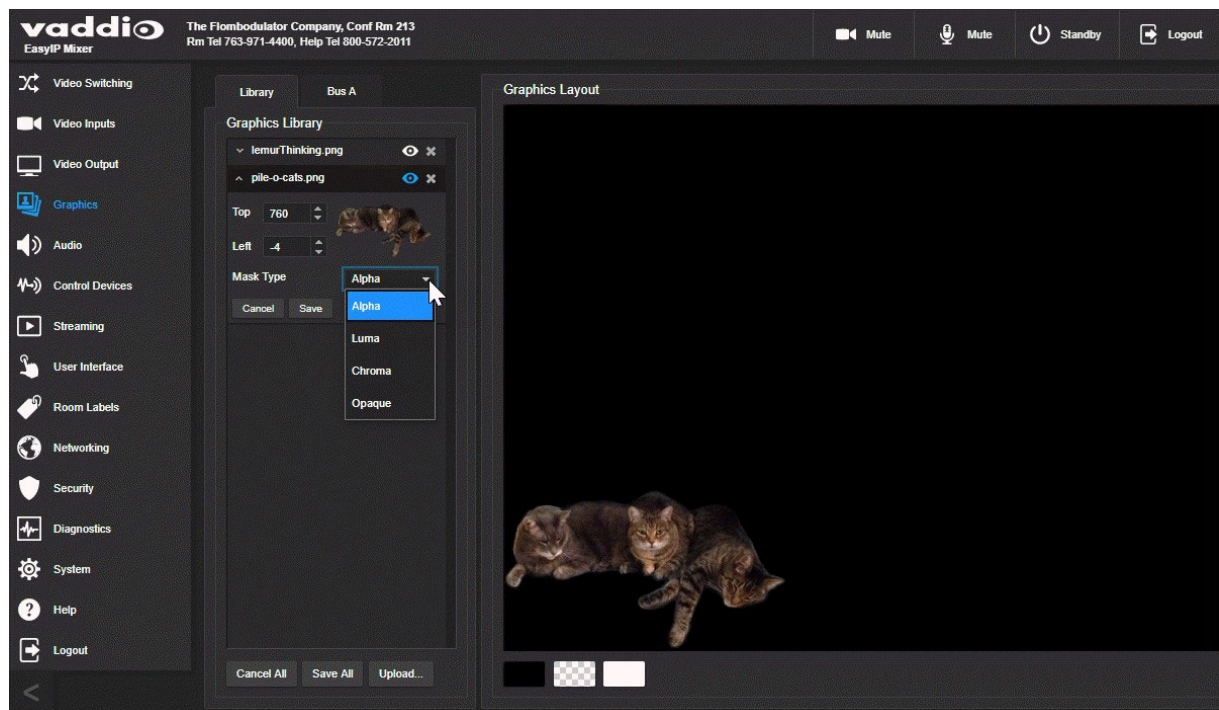 vaddio
EasyIP Mixer
The Flombodulator Company, Conf Rm 213
Rm Tel 763-971-4400, Help Tel 800-572-2011
Mute
Mute
Standby
Logout
Video Switching
Video Inputs
Video Output
Graphics
Audio
Control Devices
Streaming
User Interface
Room Labels
Networking
Security
Diagnostics
System
Help
Logout
Library
Bus A
Graphics Library
lemurThinking.png
pile-o-cats.png
Top 760
Left -4
Mask Type Alpha
Cancel Save
Alpha
Luma
Chroma
Opaque
Cancel All Save All Upload...
Graphics Layout